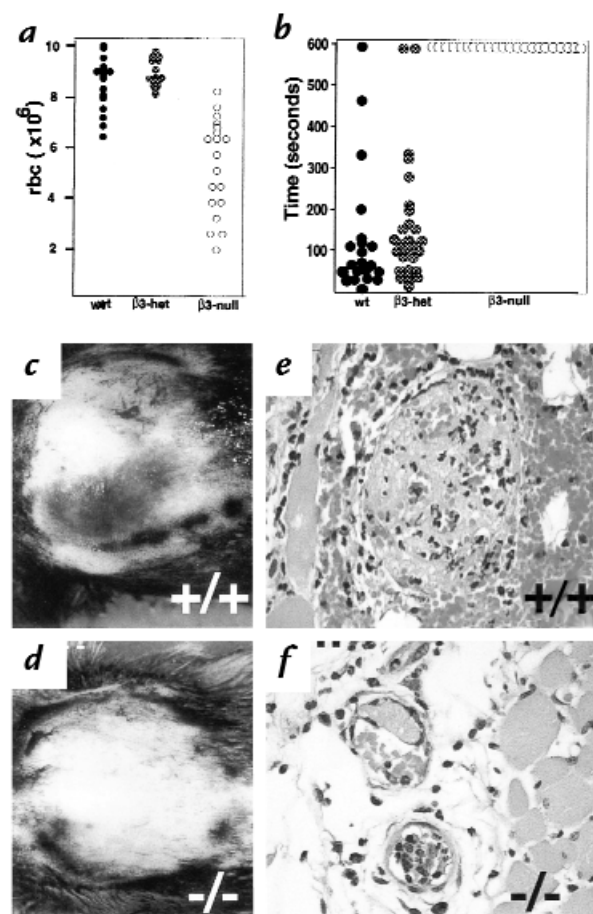 a
rbc ( x10⁶)
10
8
6
4
2
wt
β3-het
β3-null
b
Time (seconds)
600
500
400
300
200
100
wt
β3-het
β3-null
c
+/+
e
+/+
d
-/-
f
-/-